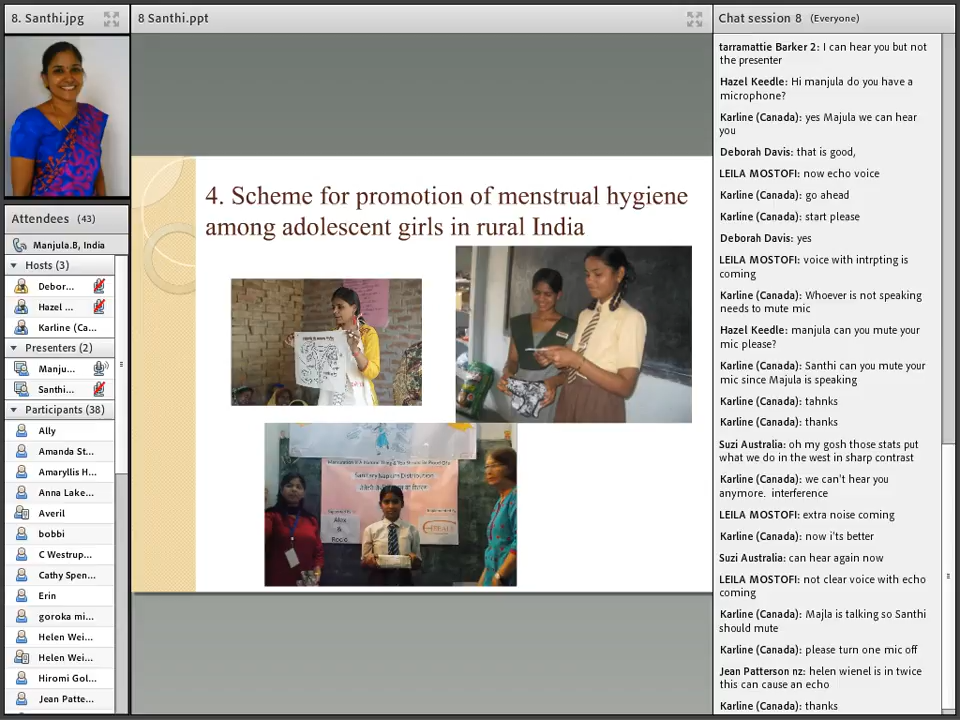 8. Santhi.jpg
8 Santhi.ppt
Attendees (43)
Manjula.B, India
Hosts (3)
Debor...
Hazel ...
Karline (Ca...
Presenters (2)
Manju...
Santhi...
Participants (38)
Ally
Amanda St...
Amaryllis H...
Anna Lake...
Averil
bobbi
C Westrup...
Cathy Spen...
Erin
goroka mi...
Helen Wei...
Helen Wei...
Hiromi Gol...
Jean Patte...
4. Scheme for promotion of menstrual hygiene
among adolescent girls in rural India
Sanitary Napkin Distribution
Chat session 8 (Everyone)
tarramattie Barker 2: I can hear you but not
the presenter
Hazel Keedle: Hi manjula do you have a
microphone?
Karline (Canada): yes Majula we can hear
you
Deborah Davis: that is good,
LEILA MOSTOFI: now echo voice
Karline (Canada): go ahead
Karline (Canada): start please
Deborah Davis: yes
LEILA MOSTOFI: voice with intrpting is
coming
Karline (Canada): Whoever is not speaking
needs to mute mic
Hazel Keedle: manjula can you mute your
mic please?
Karline (Canada): Santhi can you mute your
mic since Majula is speaking
Karline (Canada): tahnks
Karline (Canada): thanks
Suzi Australia: oh my gosh those stats put
what we do in the west in sharp contrast
Karline (Canada): we can't hear you
anymore. interference
LEILA MOSTOFI: extra noise coming
Karline (Canada): now i'ts better
Suzi Australia: can hear again now
LEILA MOSTOFI: not clear voice with echo
coming
Karline (Canada): Majla is talking so Santhi
should mute
Karline (Canada): please turn one mic off
Jean Patterson nz: helen wienel is in twice
this can cause an echo
Karline (Canada): thanks